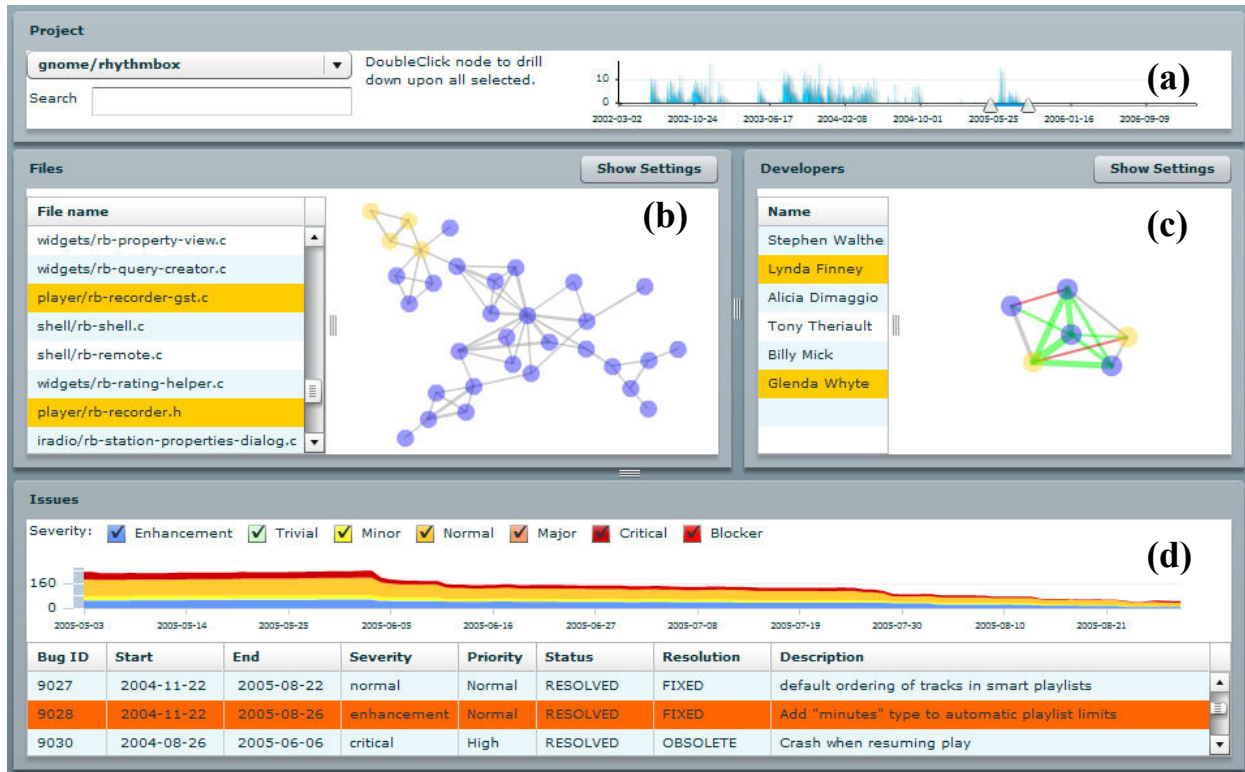 Project
gnome/rhythmbox
DoubleClick node to drill
down upon all selected.
Search
10
0
2002-03-02 2002-10-24 2003-06-17 2004-02-08 2004-10-01 2005-05-25 2006-01-16 2006-09-09
(a)
Files
Show Settings
File name
widgets/rb-property-view.c
widgets/rb-query-creator.c
player/rb-recorder-gst.c
shell/rb-shell.c
shell/rb-remote.c
widgets/rb-rating-helper.c
player/rb-recorder.h
iradio/rb-station-properties-dialog.c
(b)
Developers
Show Settings
Name
Stephen Walthe
Lynda Finney
Alicia Dimaggio
Tony Theriault
Billy Mick
Glenda Whyte
(c)
Issues
Severity: Enhancement Trivial Minor Normal Major Critical Blocker
(d)
160
0
2005-05-03 2005-05-14 2005-05-25 2005-06-05 2005-06-16 2005-06-27 2005-07-08 2005-07-19 2005-07-30 2005-08-10 2005-08-21
Bug ID Start End Severity Priority Status Resolution Description
9027 2004-11-22 2005-08-22 normal Normal RESOLVED FIXED default ordering of tracks in smart playlists
9028 2004-11-22 2005-08-26 enhancement Normal RESOLVED FIXED Add "minutes" type to automatic playlist limits
9030 2004-08-26 2005-06-06 critical High RESOLVED OBSOLETE Crash when resuming play